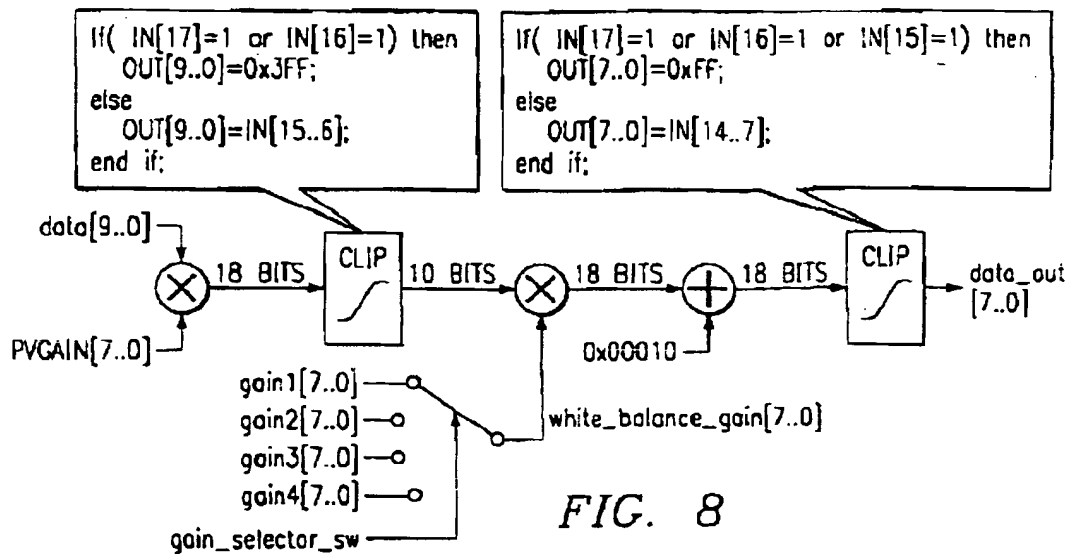 If( IN[17]=1 or IN[16]=1) then
OUT[9..0]=0x3FF;
else
OUT[9..0]=IN[15..6];
end if;
If( IN[17]=1 or IN[16]=1 or IN[15]=1) then
OUT[7..0]=0xFF;
else
OUT[7..0]=IN[14..7];
end if;
data[9..0]
PVGAIN[7..0]
18 BITS
CLIP
10 BITS
18 BITS
18 BITS
CLIP
data_out
[7..0]
0x00010
gain1[7..0]
gain2[7..0]
gain3[7..0]
gain4[7..0]
gain_selector_sw
white_balance_gain[7..0]
FIG. 8